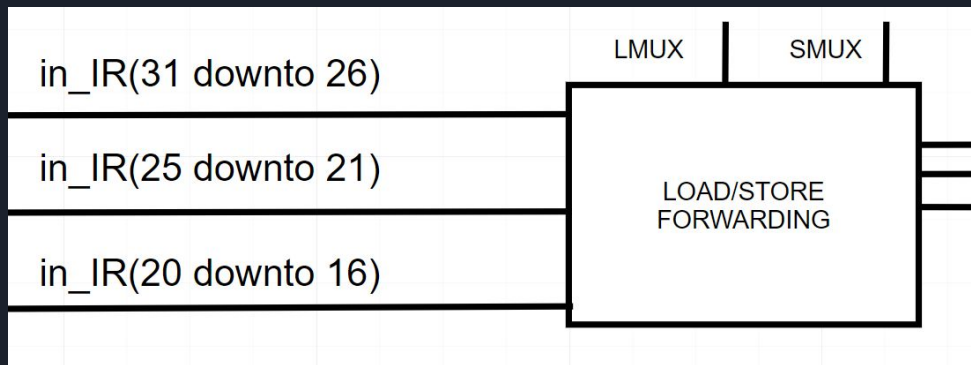 LMUX SMUX
in_IR(31 downto 26)
in_IR(25 downto 21)
LOAD/STORE
FORWARDING
in_IR(20 downto 16)